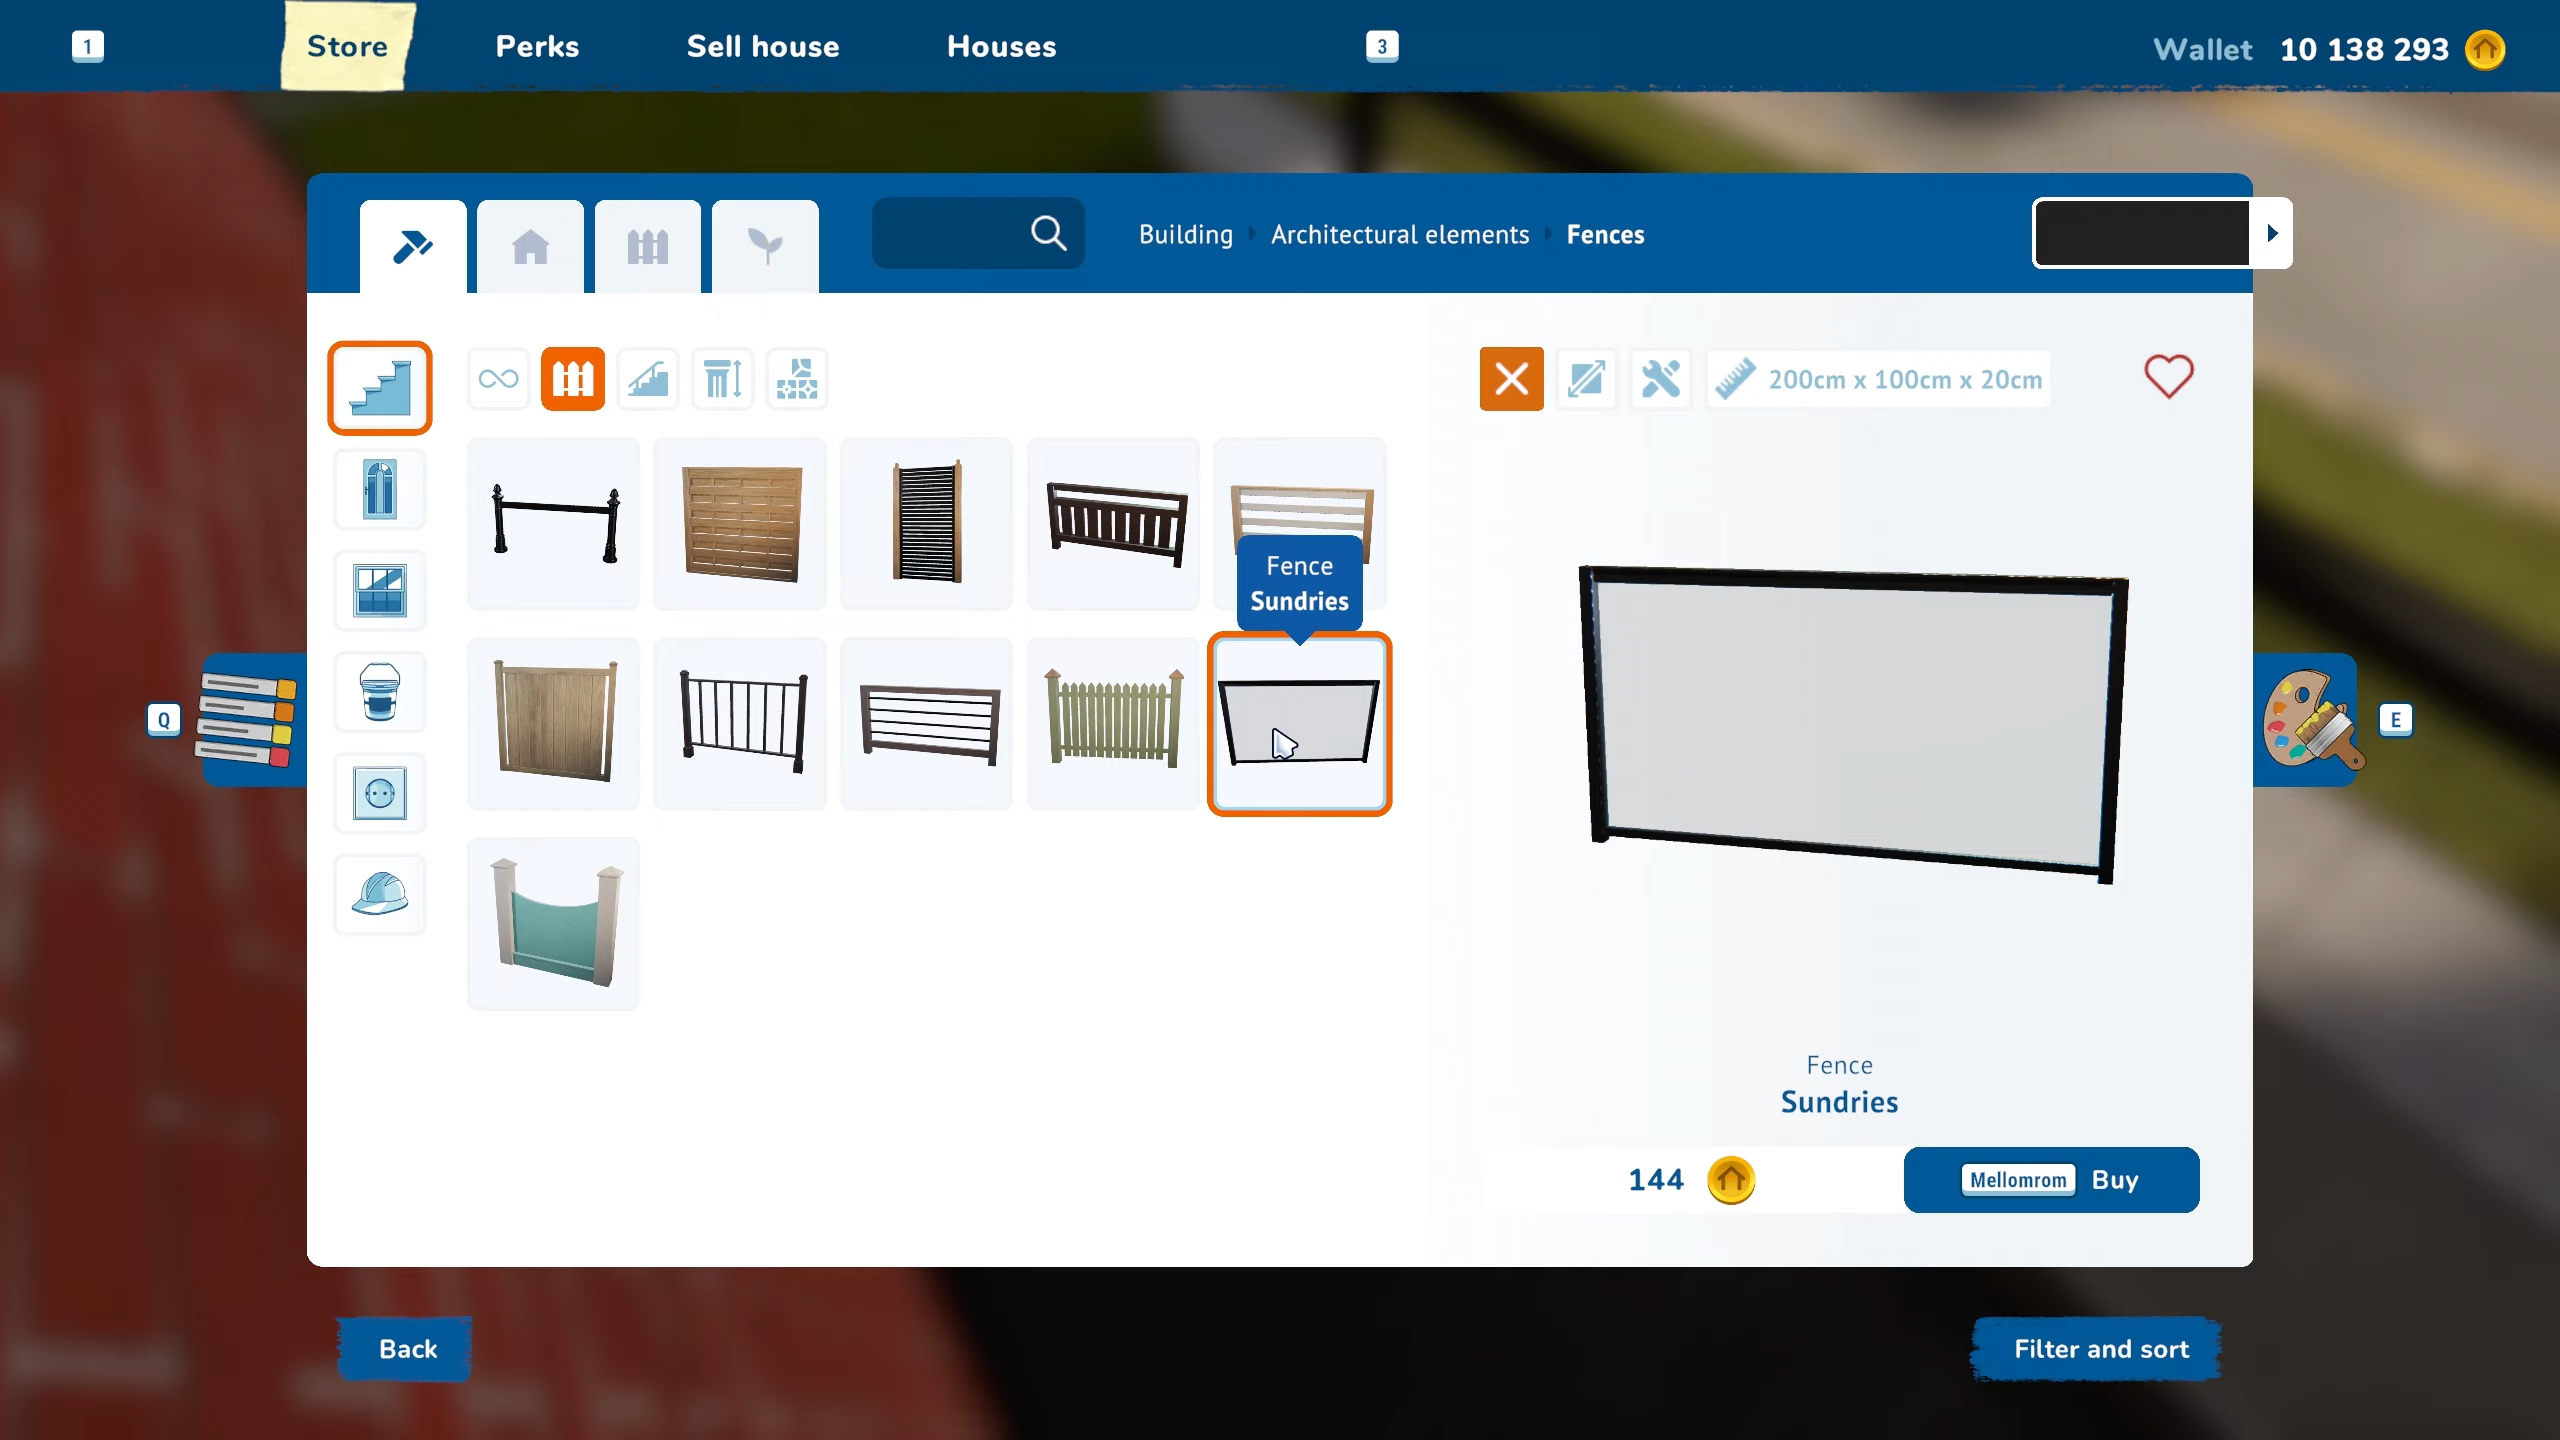 1
Store
Perks
Sell house
Houses
3
Wallet 10 138 293
Building
Architectural elements
Fences
200cm x 100cm x 20cm
Fence
Sundries
Q
E
Fence
Sundries
144
Mellomrom Buy
Back
Filter and sort